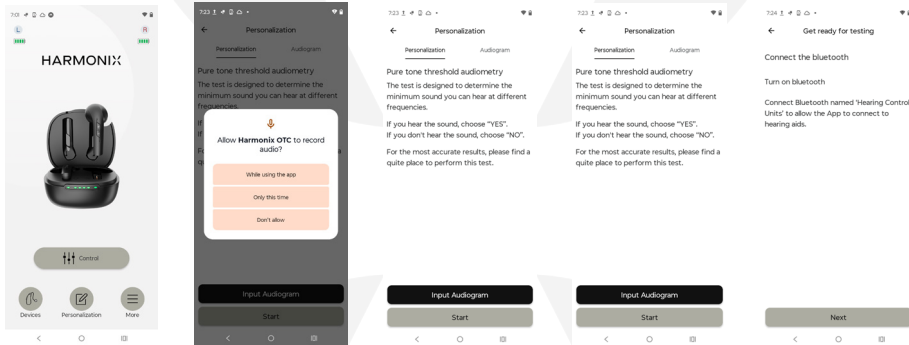 7:01
L
R
HARMONIX
Control
Devices
Personalization
More
7:23
Personalization
Personalization
Audiogram
Pure tone threshold audiometry
The test is designed to determine the
minimum sound you can hear at different
frequencies.
Allow Harmonix OTC to record
audio?
While using the app
Only this time
Don't allow
Input Audiogram
Start
7:23
Personalization
Personalization
Audiogram
Pure tone threshold audiometry
The test is designed to determine the
minimum sound you can hear at different
frequencies.
If you hear the sound, choose "YES".
If you don't hear the sound, choose "NO".
For the most accurate results, please find a
quite place to perform this test.
Input Audiogram
Start
7:23
Personalization
Personalization
Audiogram
Pure tone threshold audiometry
The test is designed to determine the
minimum sound you can hear at different
frequencies.
If you hear the sound, choose "YES".
If you don't hear the sound, choose "NO".
For the most accurate results, please find a
quite place to perform this test.
Input Audiogram
Start
7:24
Get ready for testing
Connect the bluetooth
Turn on bluetooth
Connect Bluetooth named 'Hearing Control
Units' to allow the App to connect to
hearing aids.
Next